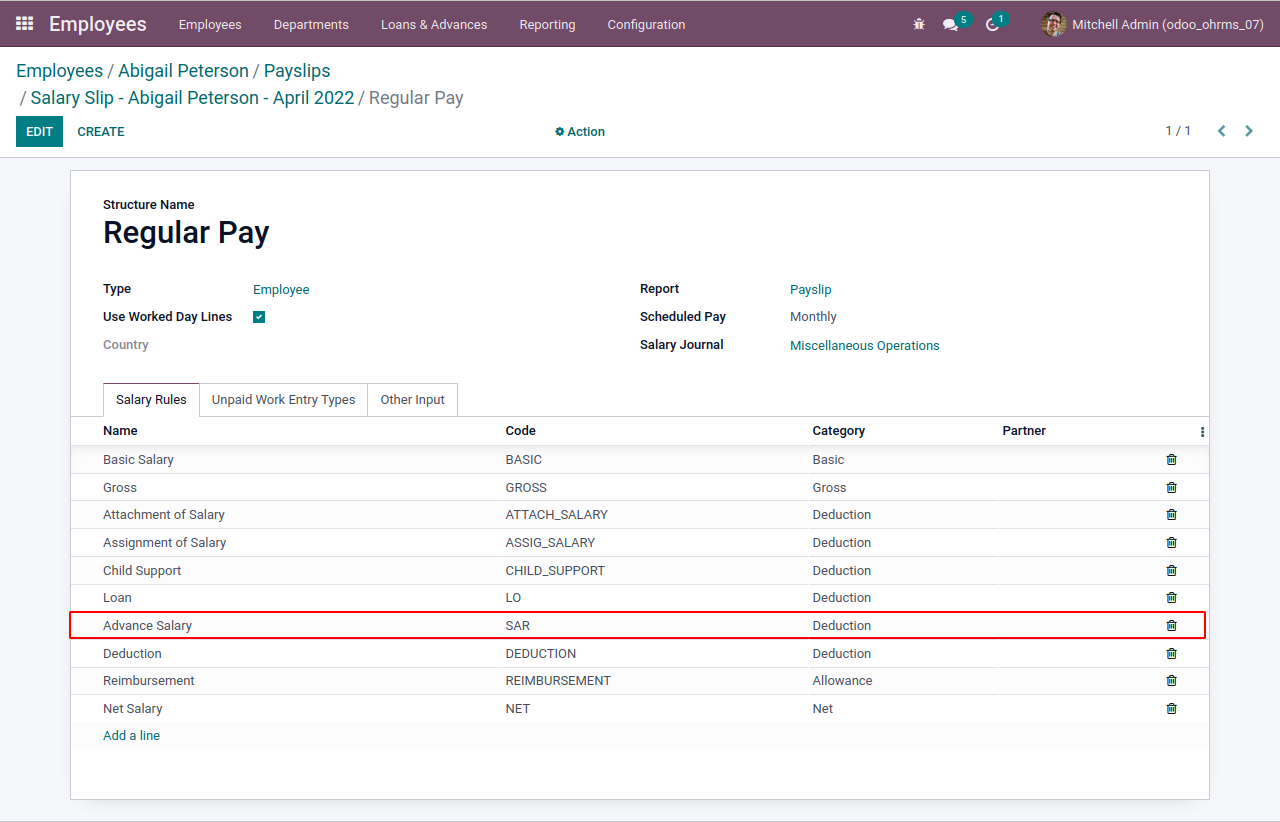 Employees Employees Departments Loans & Advances Reporting Configuration 5 1 Mitchell Admin (odoo_ohrms_07)
Employees / Abigail Peterson / Payslips
/ Salary Slip - Abigail Peterson - April 2022 / Regular Pay
EDIT CREATE Action 1 / 1
Structure Name
Regular Pay
Type Employee Report Payslip
Use Worked Day Lines Scheduled Pay Monthly
Country Salary Journal Miscellaneous Operations
Salary Rules Unpaid Work Entry Types Other Input
Name Code Category Partner
Basic Salary BASIC Basic
Gross GROSS Gross
Attachment of Salary ATTACH_SALARY Deduction
Assignment of Salary ASSIG_SALARY Deduction
Child Support CHILD_SUPPORT Deduction
Loan LO Deduction
Advance Salary SAR Deduction
Deduction DEDUCTION Deduction
Reimbursement REIMBURSEMENT Allowance
Net Salary NET Net
Add a line